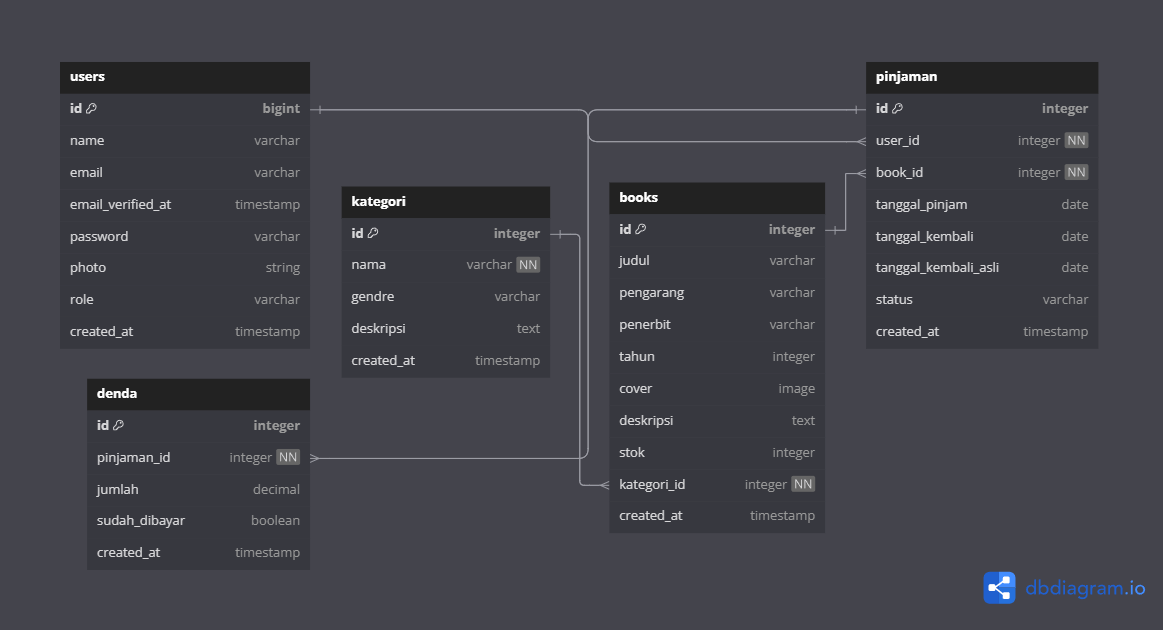 users
id bigint
name varchar
email varchar
email_verified_at timestamp
password varchar
photo string
role varchar
created_at timestamp
pinjaman
id integer
user_id integer NN
book_id integer NN
tanggal_pinjam date
tanggal_kembali date
tanggal_kembali_asli date
status varchar
created_at timestamp
kategori
id integer
nama varchar NN
gendre varchar
deskripsi text
created_at timestamp
books
id integer
judul varchar
pengarang varchar
penerbit varchar
tahun integer
cover image
deskripsi text
stok integer
kategori_id integer NN
created_at timestamp
denda
id integer
pinjaman_id integer NN
jumlah decimal
sudah_dibayar boolean
created_at timestamp
dbdiagram.io